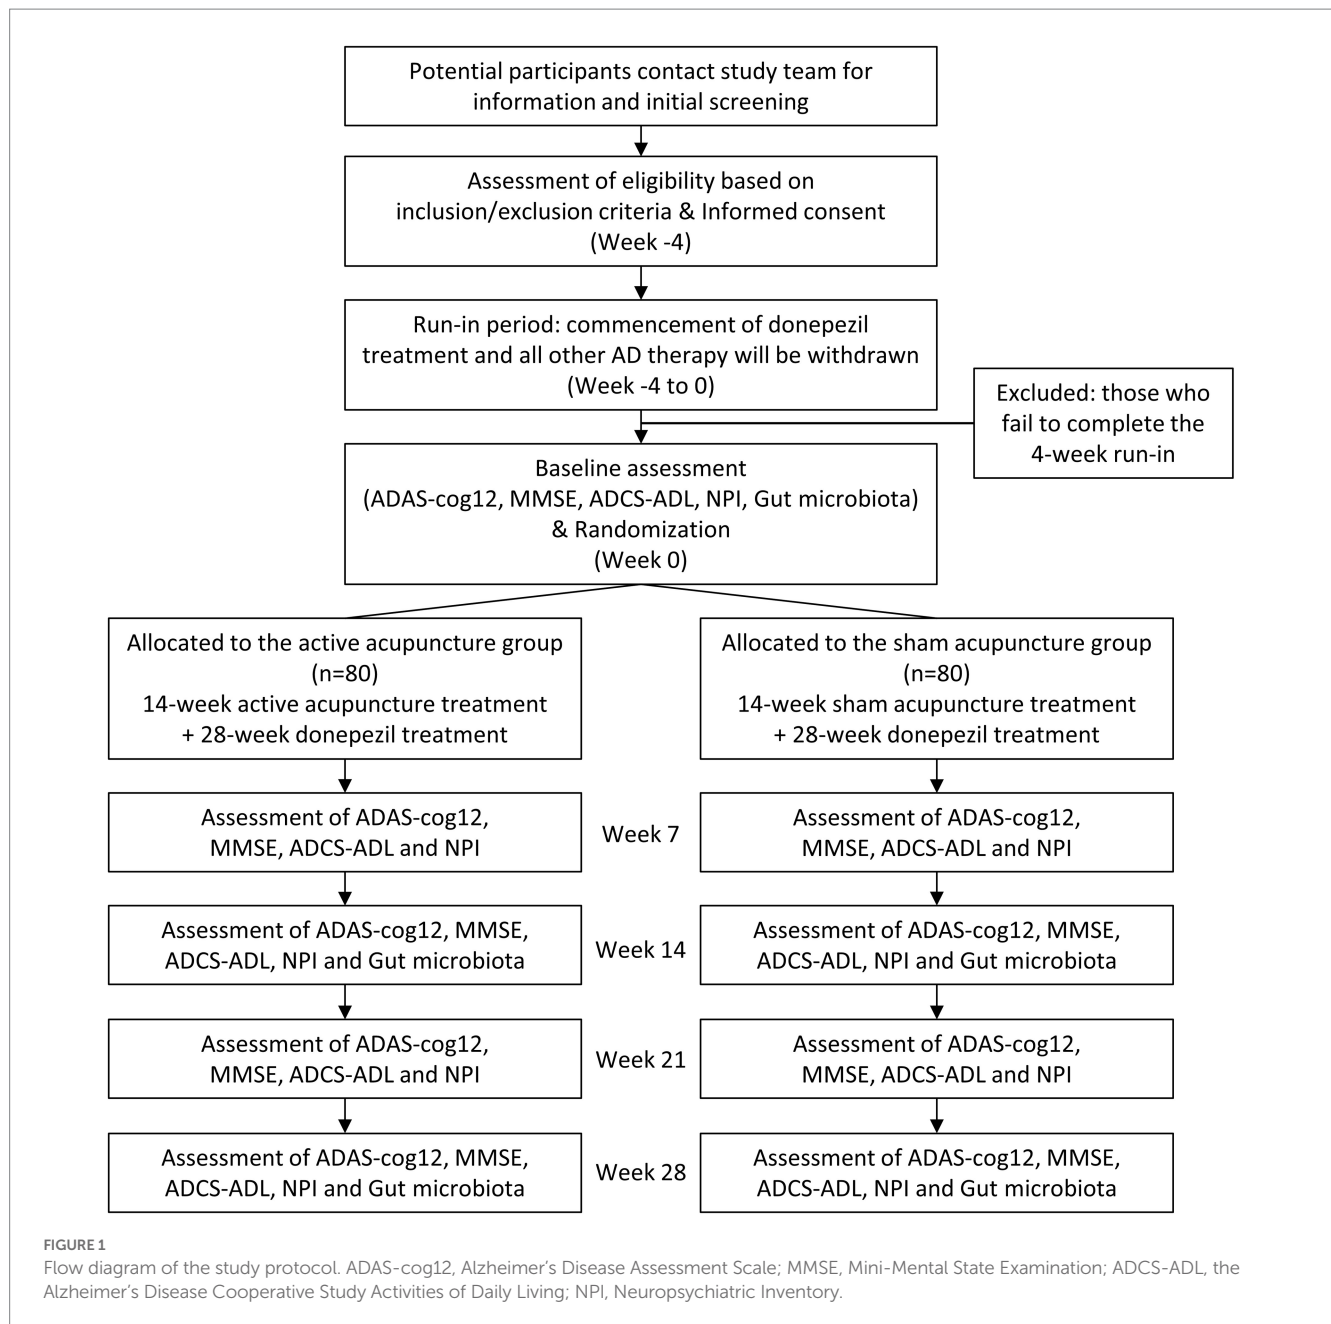 Potential participants contact study team for
information and initial screening
Assessment of eligibility based on
inclusion/exclusion criteria & Informed consent
(Week -4)
Run-in period: commencement of donepezil
treatment and all other AD therapy will be withdrawn
(Week -4 to 0)
Excluded: those who
fail to complete the
4-week run-in
Baseline assessment
(ADAS-cog12, MMSE, ADCS-ADL, NPI, Gut microbiota)
& Randomization
(Week 0)
Allocated to the active acupuncture group
(n=80)
14-week active acupuncture treatment
+ 28-week donepezil treatment
Allocated to the sham acupuncture group
(n=80)
14-week sham acupuncture treatment
+ 28-week donepezil treatment
Assessment of ADAS-cog12,
MMSE, ADCS-ADL and NPI
Week 7
Assessment of ADAS-cog12,
MMSE, ADCS-ADL and NPI
Assessment of ADAS-cog12, MMSE,
ADCS-ADL, NPI and Gut microbiota
Week 14
Assessment of ADAS-cog12, MMSE,
ADCS-ADL, NPI and Gut microbiota
Assessment of ADAS-cog12,
MMSE, ADCS-ADL and NPI
Week 21
Assessment of ADAS-cog12,
MMSE, ADCS-ADL and NPI
Assessment of ADAS-cog12, MMSE,
ADCS-ADL, NPI and Gut microbiota
Week 28
Assessment of ADAS-cog12, MMSE,
ADCS-ADL, NPI and Gut microbiota
FIGURE 1
Flow diagram of the study protocol. ADAS-cog12, Alzheimer's Disease Assessment Scale; MMSE, Mini-Mental State Examination; ADCS-ADL, the
Alzheimer's Disease Cooperative Study Activities of Daily Living; NPI, Neuropsychiatric Inventory.